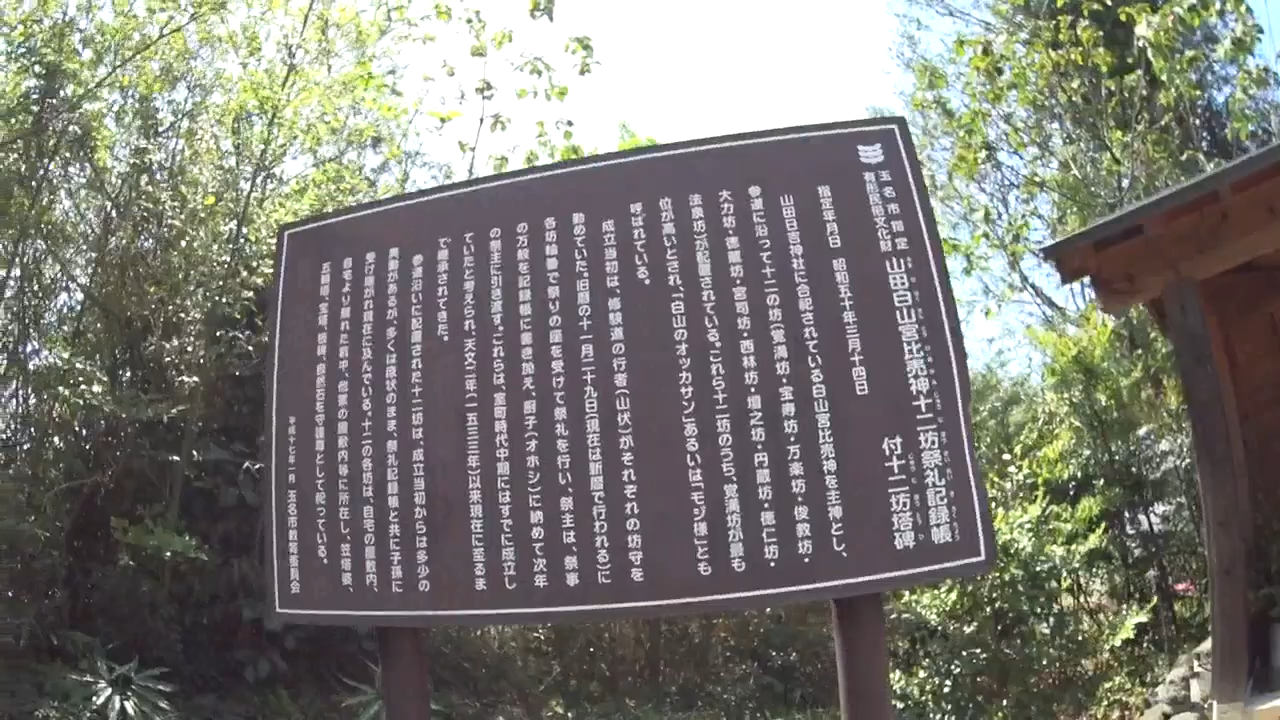 玉名市指定
有形民俗文化財
山田白山宮比売神十二坊祭礼記録帳
付十二坊塔碑
指定年月日 昭和五十年三月十四日
山田日吉神社に合祀されている白山宮比売神を主神とし、
参道に沿って十二の坊(覚満坊・宝寿坊・万楽坊・俊教坊・
大力坊・徳蔵坊・宮司坊・西林坊・壇之坊・円蔵坊・徳仁坊・
法泉坊)が配置されている。これら十二坊のうち、覚満坊が最も
位が高いとされ、「白山のオッカサン」あるいは「モジ様」とも
呼ばれている。
成立当初は、修験道の行者(山伏)がそれぞれの坊守を
勤めていた。旧暦の十一月二十九日(現在は新暦で行われる)に
各坊輪番で祭りの座を受けて祭礼を行い、祭主は、祭事
の万般を記録帳に書き加え、厨子(オホシ)に納めて次年
の祭主に引き渡す。これらは、室町時代中期にはすでに成立し
ていたと考えられ、天文二年(一五三三年)以来現在に至るま
で継承されてきた。
参道沿いに配置された十二坊は、成立当初からは多少の
異動があるが、多くは原状のまま、祭礼記録帳と共に子孫に
受け継がれ現在に及んでいる。十二の各坊は、自宅の屋敷内、
自宅より離れた畑中、他家の屋敷内等に所在し、笠塔婆、
五輪塔、宝塔、板碑、自然石を守護尊として祀っている。
平成十七年一月 玉名市教育委員会